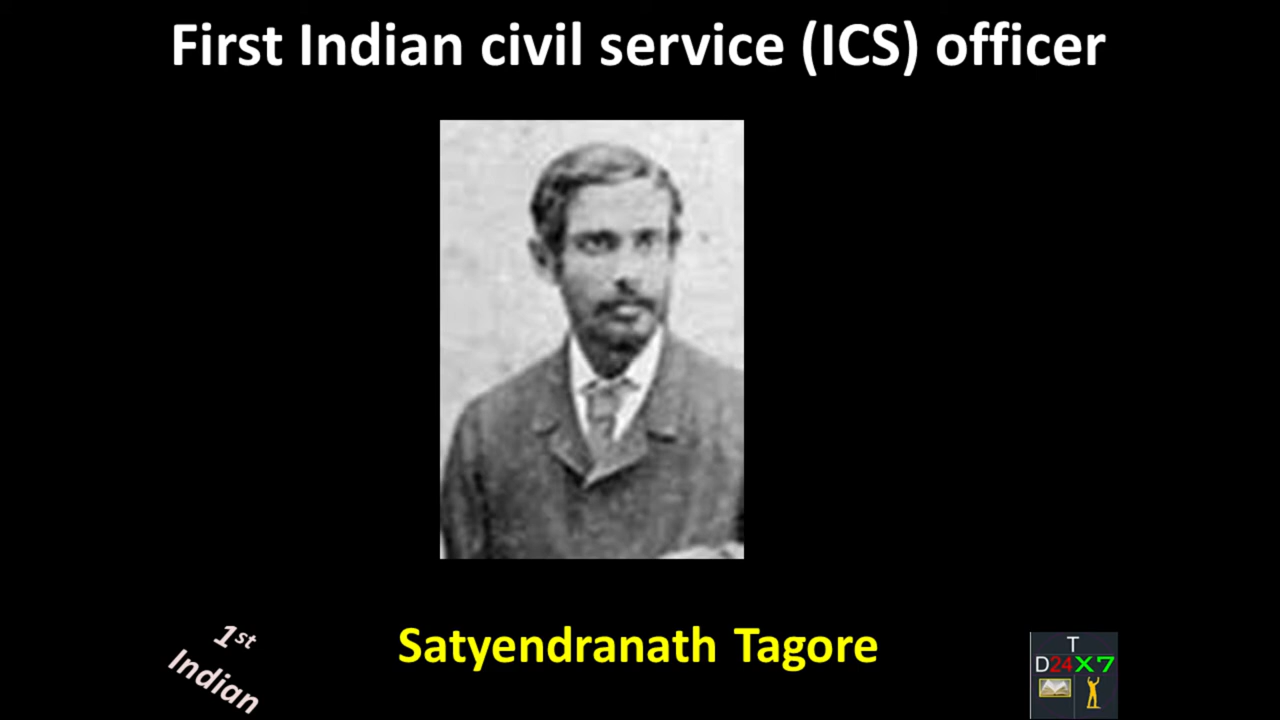 First Indian civil service (ICS) officer
Satyendranath Tagore
1st
Indian
T
D24X7